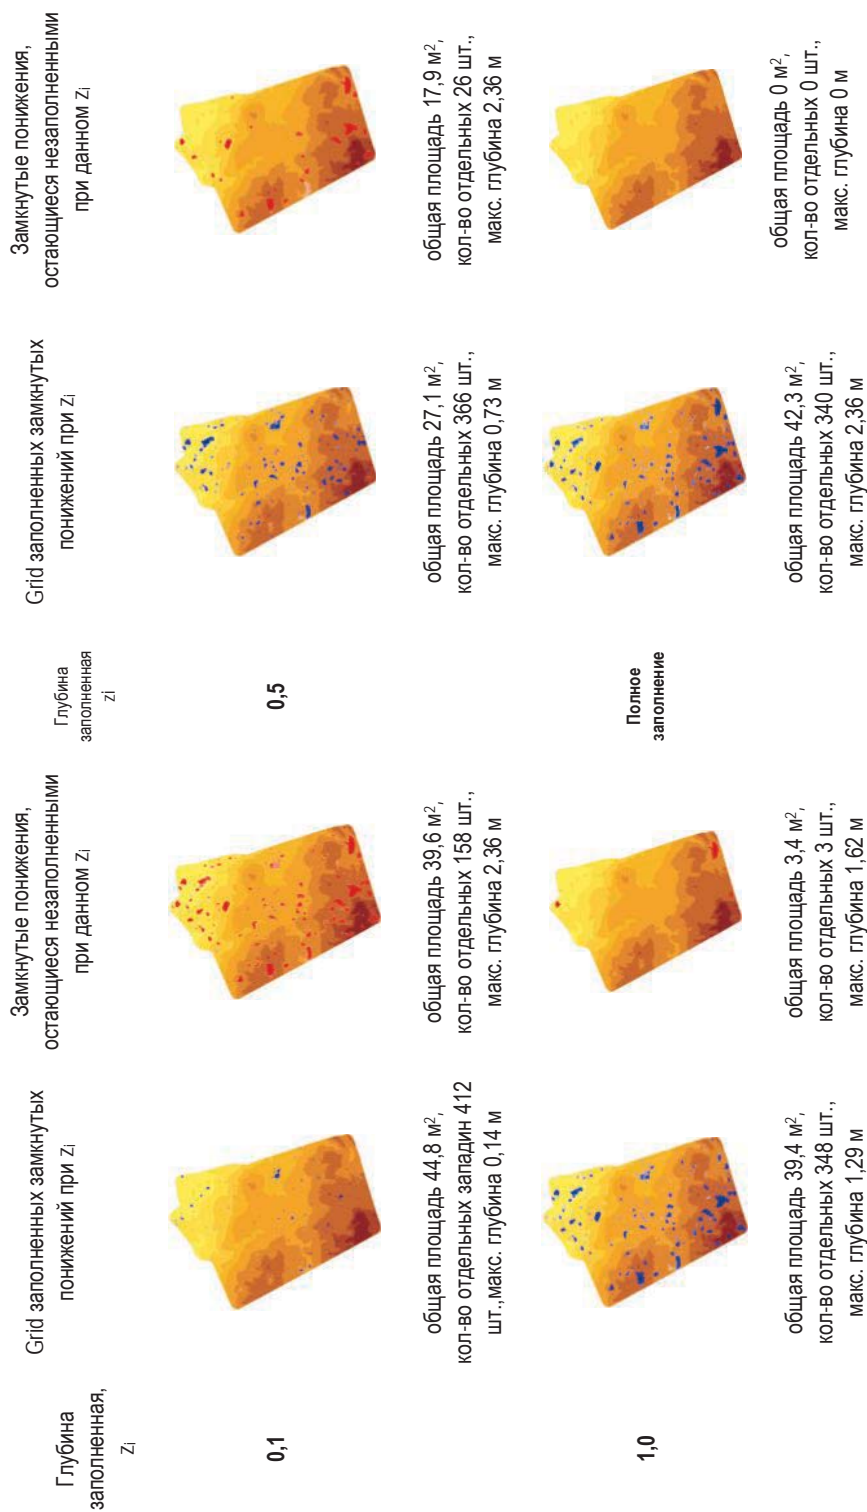 Глубина
заполненная,
zi
Grid заполненных замкнутых
понижений при zi
Замкнутые понижения,
остающиеся незаполненными
при данном zi
Глубина
заполненная
zi
Grid заполненных замкнутых
понижений при zi
Замкнутые понижения,
остающиеся незаполненными
при данном zi
0,1
общая площадь 44,8 м²,
кол-во отдельных западин 412
шт.,макс. глубина 0,14 м
общая площадь 39,6 м²,
кол-во отдельных 158 шт.,
макс. глубина 2,36 м
0,5
общая площадь 27,1 м²,
кол-во отдельных 366 шт.,
макс. глубина 0,73 м
общая площадь 17,9 м²,
кол-во отдельных 26 шт.,
макс. глубина 2,36 м
1,0
общая площадь 39,4 м²,
кол-во отдельных 348 шт.,
макс. глубина 1,29 м
общая площадь 3,4 м²,
кол-во отдельных 3 шт.,
макс. глубина 1,62 м
Полное
заполнение
общая площадь 42,3 м²,
кол-во отдельных 340 шт.,
макс. глубина 2,36 м
общая площадь 0 м²,
кол-во отдельных 0 шт.,
макс. глубина 0 м